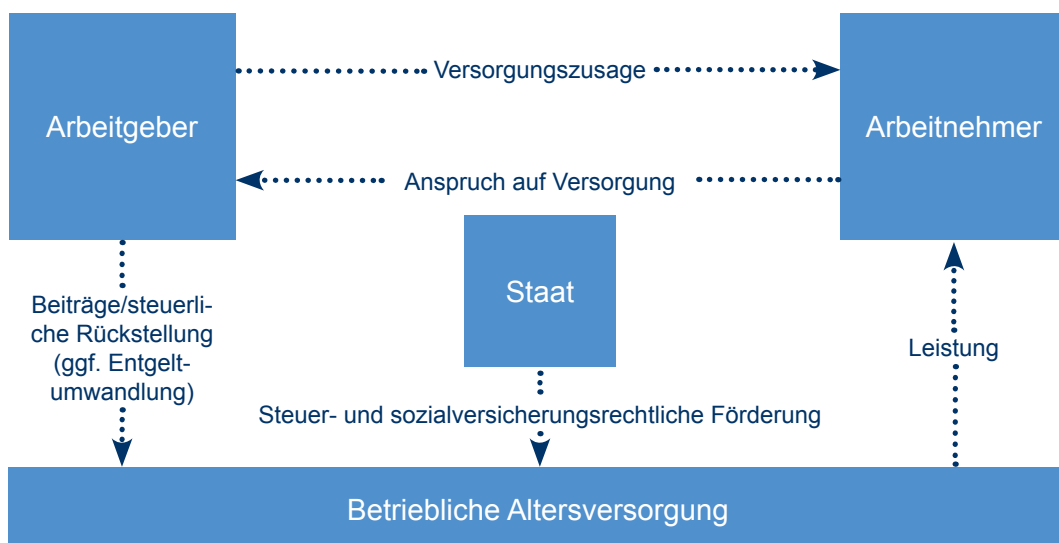 Versorgungszusage
Arbeitgeber
Arbeitnehmer
Anspruch auf Versorgung
Staat
Beiträge/steuerli-
che Rückstellung
(ggf. Entgelt-
umwandlung)
Leistung
Steuer- und sozialversicherungsrechtliche Förderung
Betriebliche Altersversorgung